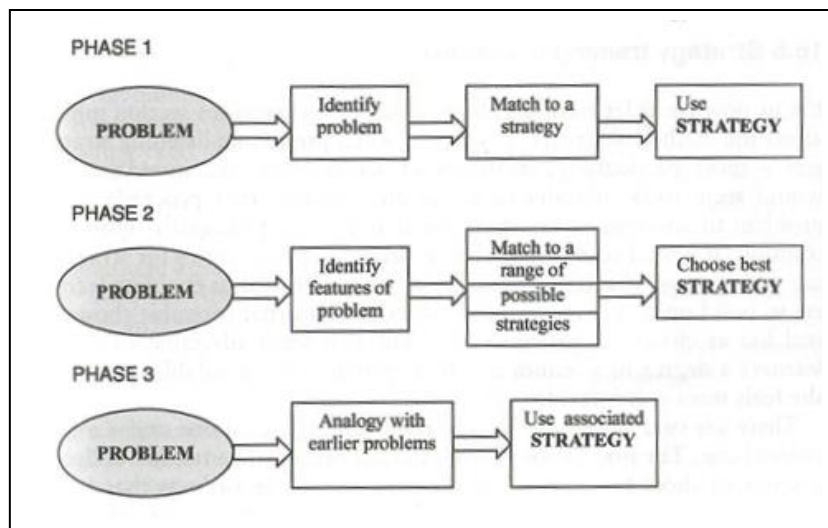 PHASE 1
PROBLEM
Identify
problem
Match to a
strategy
Use
STRATEGY
PHASE 2
PROBLEM
Identify
features of
problem
Match to a
range of
possible
strategies
Choose best
STRATEGY
PHASE 3
PROBLEM
Analogy with
earlier problems
Use associated
STRATEGY